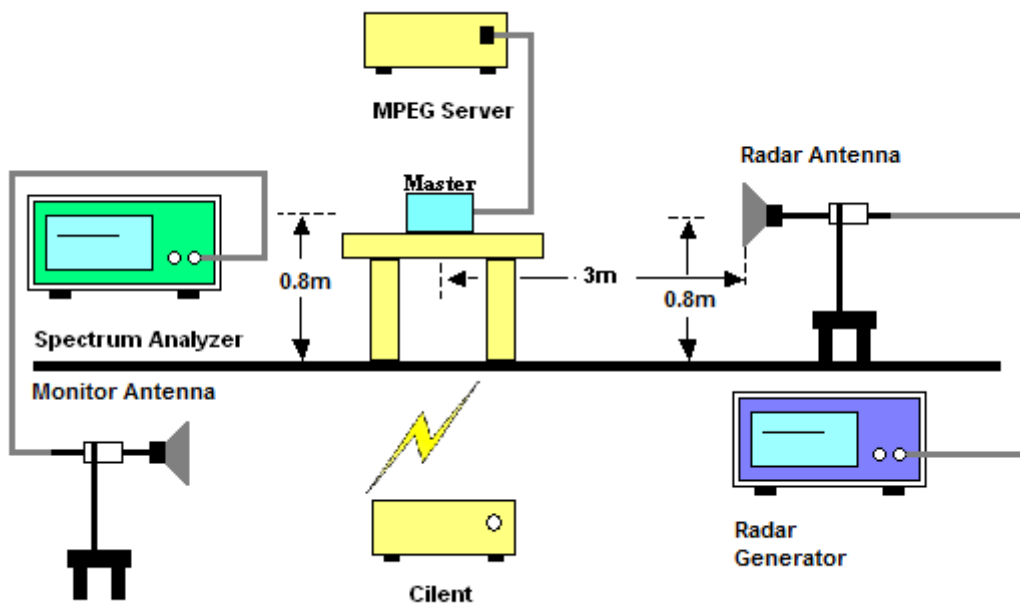 MPEG Server
Radar Antenna
Master
0.8m
3m
0.8m
Spectrum Analyzer
Monitor Antenna
Radar
Generator
Cilent